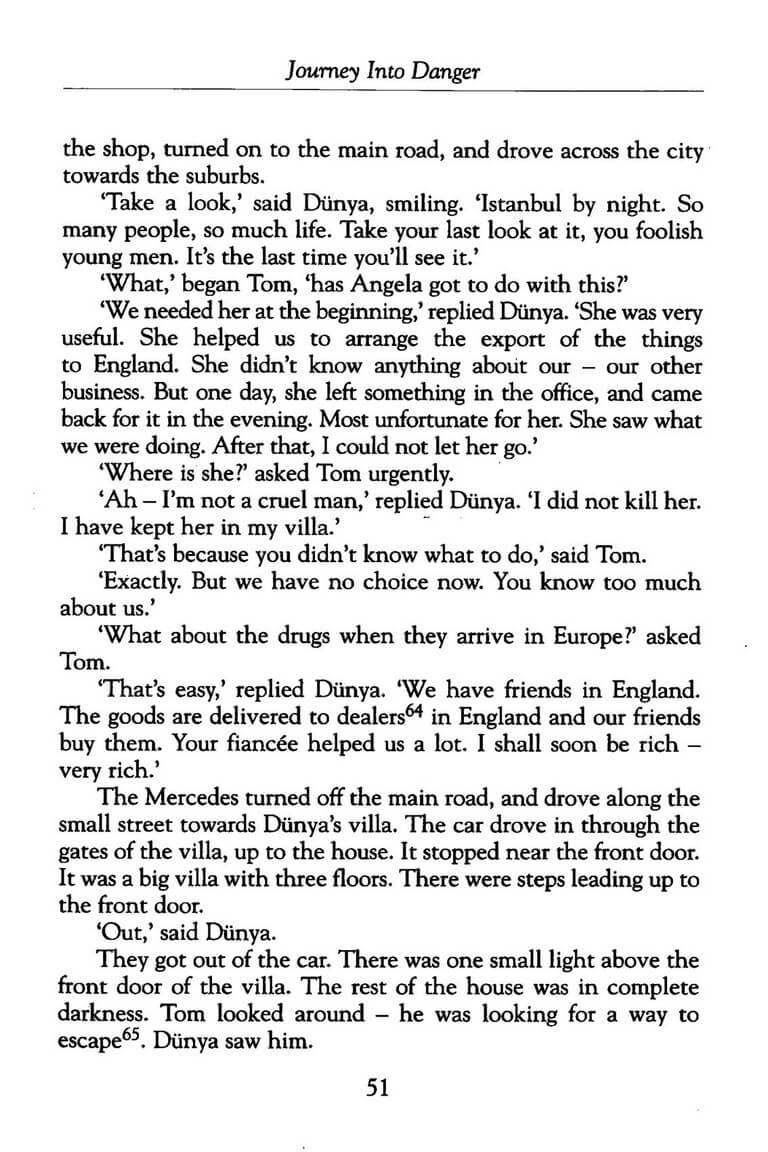 Journey Into Danger
the shop, turned on to the main road, and drove across the city
towards the suburbs.
‘Take a look,’ said Dünya, smiling. ‘Istanbul by night. So
many people, so much life. Take your last look at it, you foolish
young men. It’s the last time you’ll see it.’
‘What,’ began Tom, ‘has Angela got to do with this?’
‘We needed her at the beginning,’ replied Dünya. ‘She was very
useful. She helped us to arrange the export of the things
to England. She didn’t know anything about our – our other
business. But one day, she left something in the office, and came
back for it in the evening. Most unfortunate for her. She saw what
we were doing. After that, I could not let her go.’
‘Where is she?’ asked Tom urgently.
‘Ah – I’m not a cruel man,’ replied Dünya. ‘I did not kill her.
I have kept her in my villa.’
‘That’s because you didn’t know what to do,’ said Tom.
‘Exactly. But we have no choice now. You know too much
about us.’
‘What about the drugs when they arrive in Europe?’ asked
Tom.
‘That’s easy,’ replied Dünya. ‘We have friends in England.
The goods are delivered to dealers⁶⁴ in England and our friends
buy them. Your fiancée helped us a lot. I shall soon be rich –
very rich.’
The Mercedes turned off the main road, and drove along the
small street towards Dünya’s villa. The car drove in through the
gates of the villa, up to the house. It stopped near the front door.
It was a big villa with three floors. There were steps leading up to
the front door.
‘Out,’ said Dünya.
They got out of the car. There was one small light above the
front door of the villa. The rest of the house was in complete
darkness. Tom looked around – he was looking for a way to
escape⁶⁵. Dünya saw him.
51